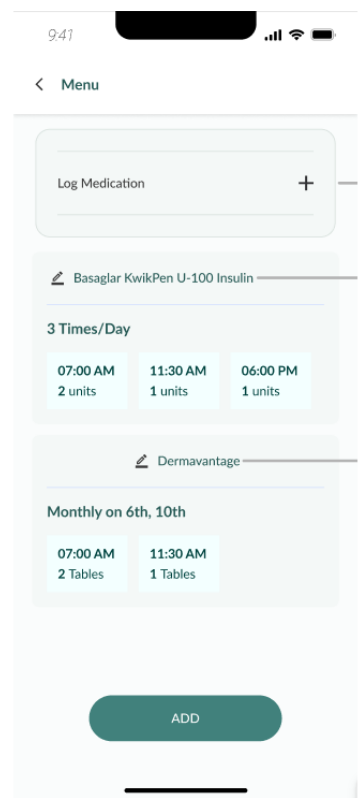 9:41
Menu
Log Medication
Basaglar KwikPen U-100 Insulin
3 Times/Day
07:00 AM 11:30 AM 06:00 PM
2 units 1 units 1 units
Dermavantage
Monthly on 6th, 10th
07:00 AM 11:30 AM
2 Tables 1 Tables
ADD